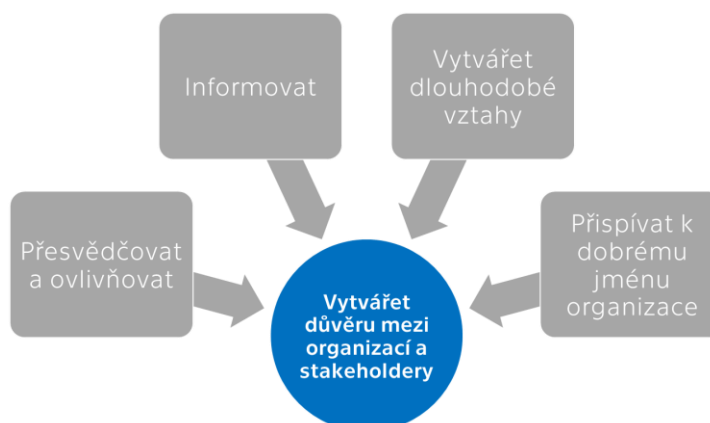 Informovat
Vytvářet
dlouhodobé
vztahy
Přesvědčovat
a ovlivňovat
Přispívat k
dobrému
jménu
organizace
Vytvářet
důvěru mezi
organizací a
stakeholdery